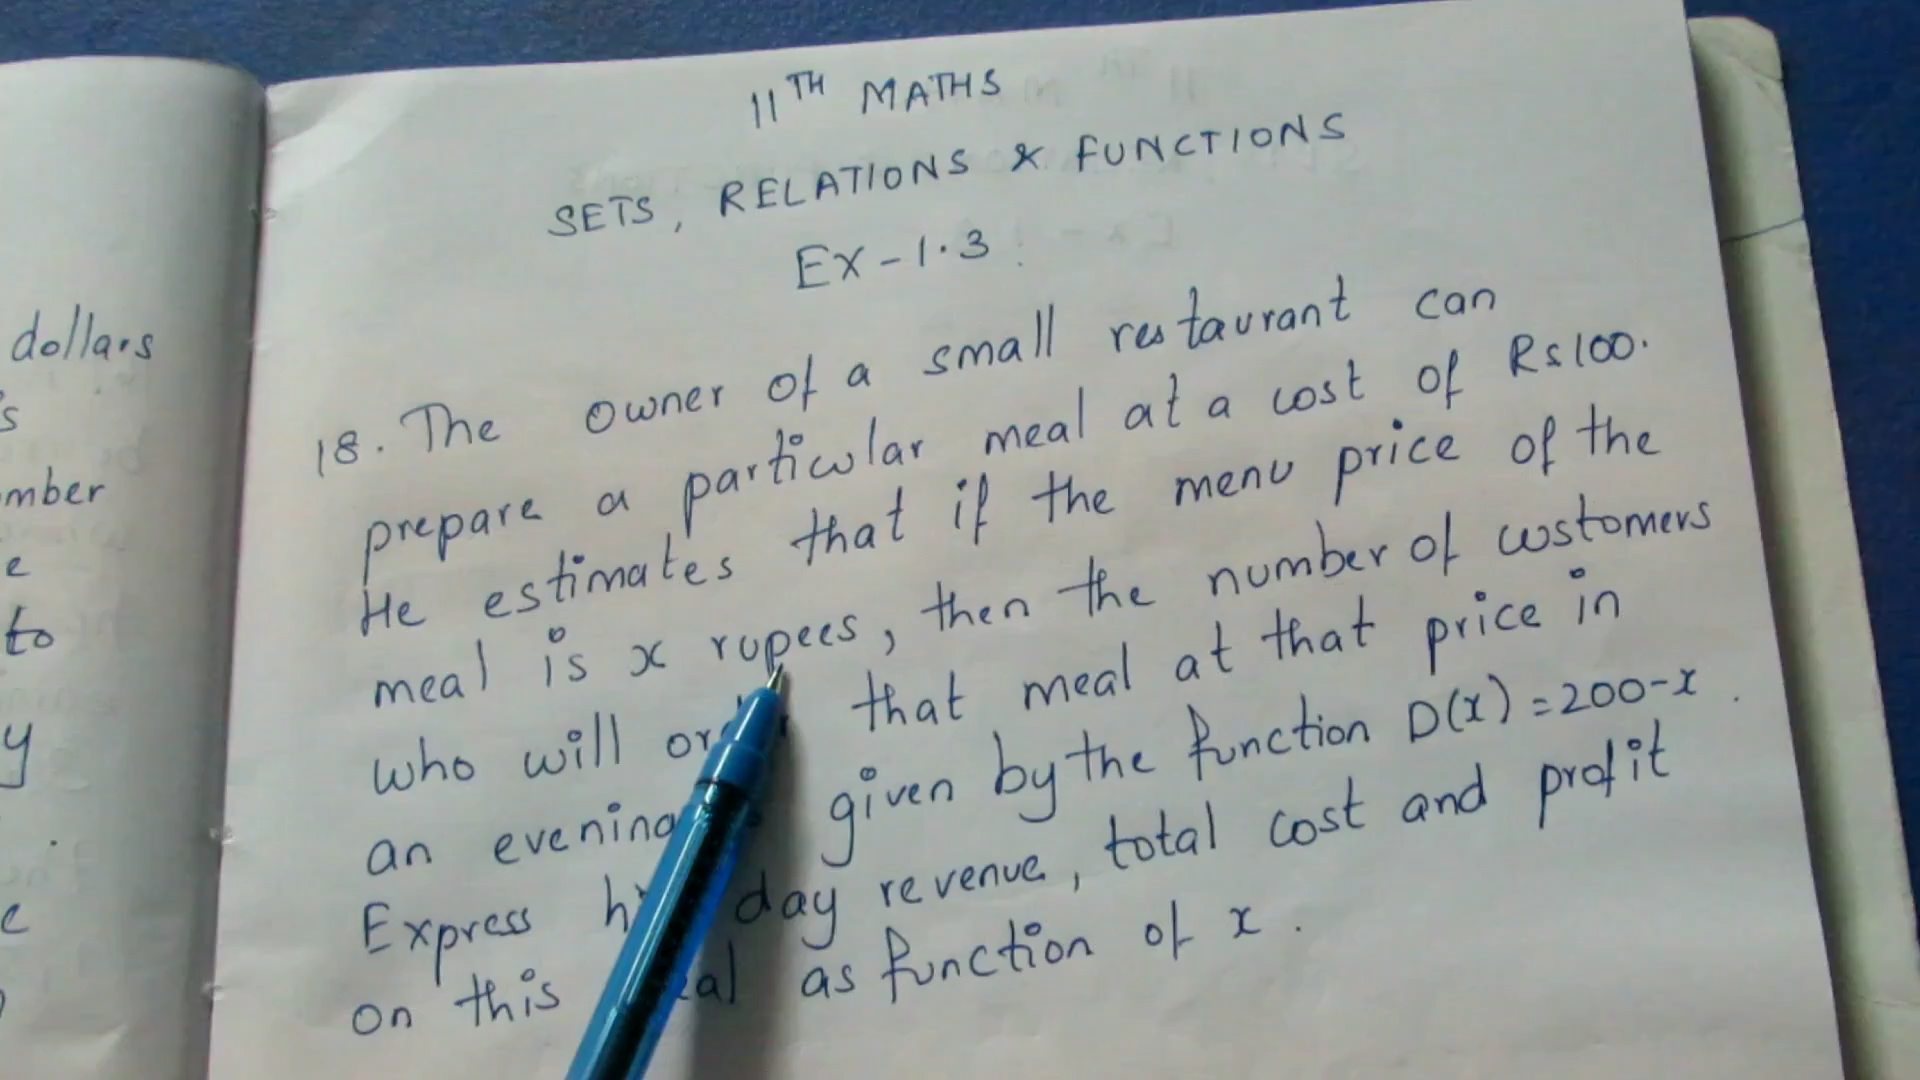 dollars
s
mber
e
to
y
e
11TH MATHS
SETS, RELATIONS & FUNCTIONS
EX-1.3
18. The owner of a small restaurant can
prepare a particular meal at a cost of Rs100.
He estimates that if the menu price of the
meal is x rupees, then the number of customers
who will that meal at that price in
an evening given by the function D(x)=200-x.
Express day revenue, total cost and profit
on this as function of x.